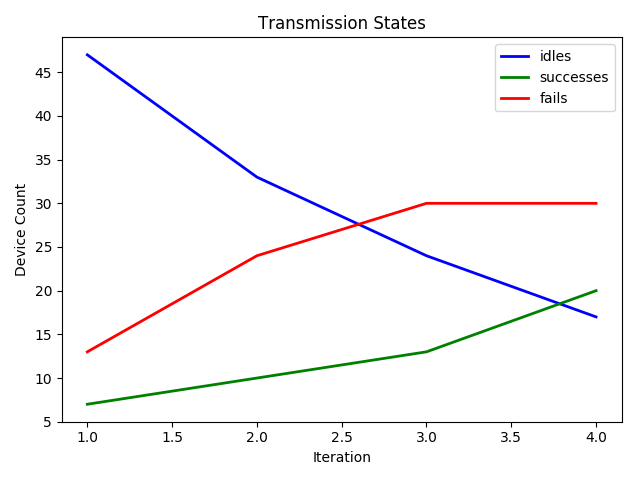 Transmission States
idles
successes
fails
Device Count
45
40
35
30
25
20
15
10
5
1.0 1.5 2.0 2.5 3.0 3.5 4.0
Iteration